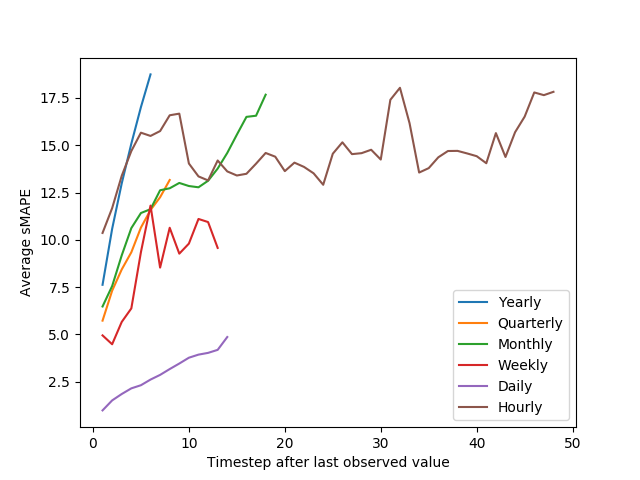 17.5
15.0
12.5
10.0
7.5
5.0
2.5
Average sMAPE
0
10
20
30
40
50
Timestep after last observed value
Yearly
Quarterly
Monthly
Weekly
Daily
Hourly